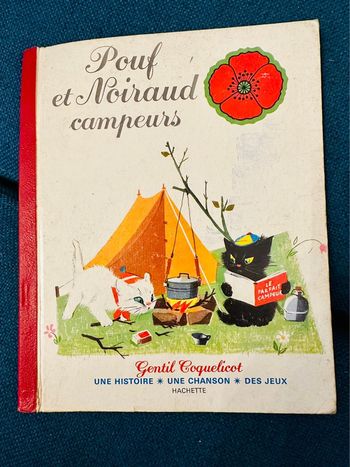 Pouf
et Noiraud
campeurs
LE
PARFAIT
CAMPEUR
Gentil Coquelicot
UNE HISTOIRE * UNE CHANSON * DES JEUX
HACHETTE